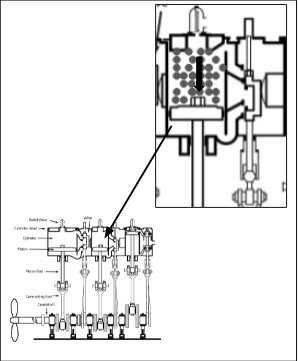 Relief Valve
Valve
Cylinder head
Cylinder
Piston
Piston Rod
Connecting Rod
Crankshaft